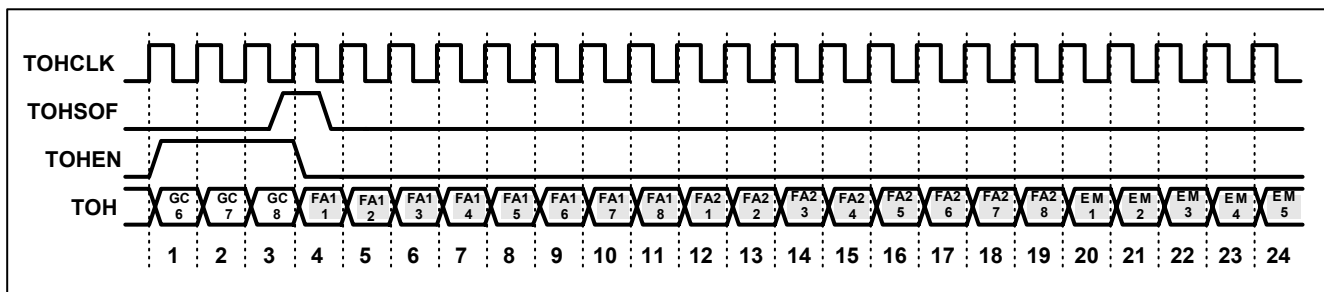 TOHCLK
TOHSOF
TOHEN
TOH GC 6 GC 7 GC 8 FA1 1 FA1 2 FA1 3 FA1 4 FA1 5 FA1 6 FA1 7 FA1 8 FA2 1 FA2 2 FA2 3 FA2 4 FA2 5 FA2 6 FA2 7 FA2 8 EM 1 EM 2 EM 3 EM 4 EM 5
1 2 3 4 5 6 7 8 9 10 11 12 13 14 15 16 17 18 19 20 21 22 23 24